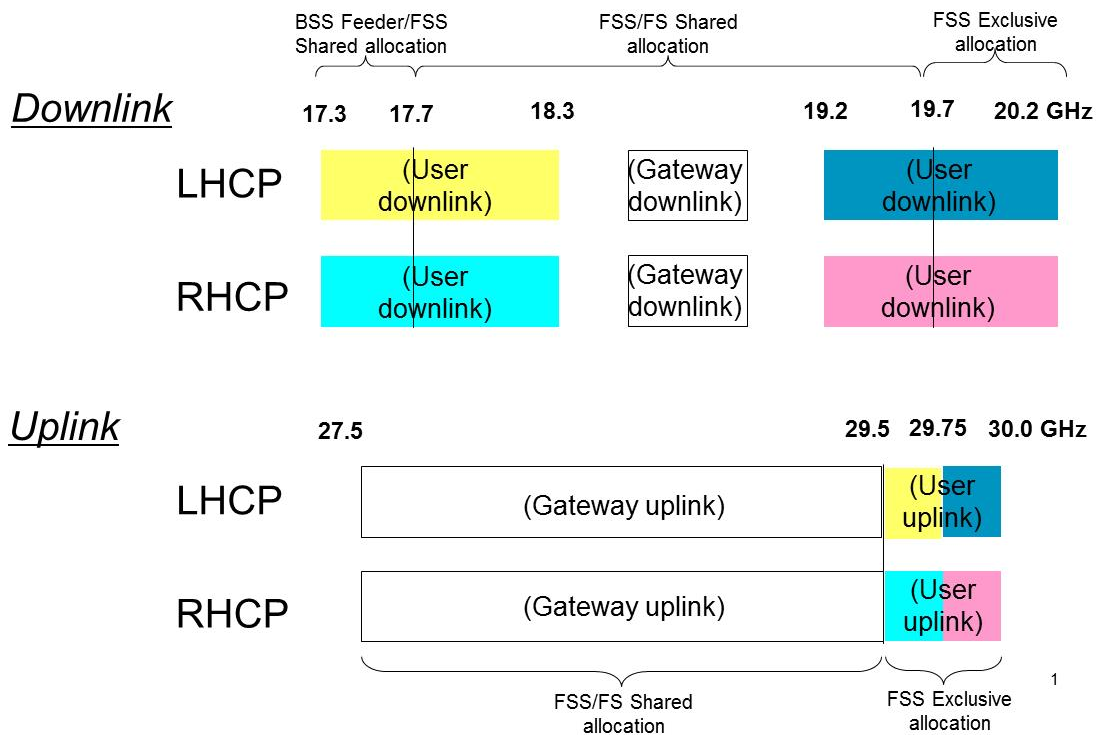 BSS Feeder/FSS
Shared allocation
FSS/FS Shared
allocation
FSS Exclusive
allocation
Downlink
17.3 17.7 18.3 19.2 19.7 20.2 GHz
LHCP
(User
downlink)
(Gateway
downlink)
(User
downlink)
RHCP
(User
downlink)
(Gateway
downlink)
(User
downlink)
Uplink
27.5 29.5 29.75 30.0 GHz
LHCP
(Gateway uplink)
(User
uplink)
RHCP
(Gateway uplink)
(User
uplink)
FSS/FS Shared
allocation
FSS Exclusive
allocation
1